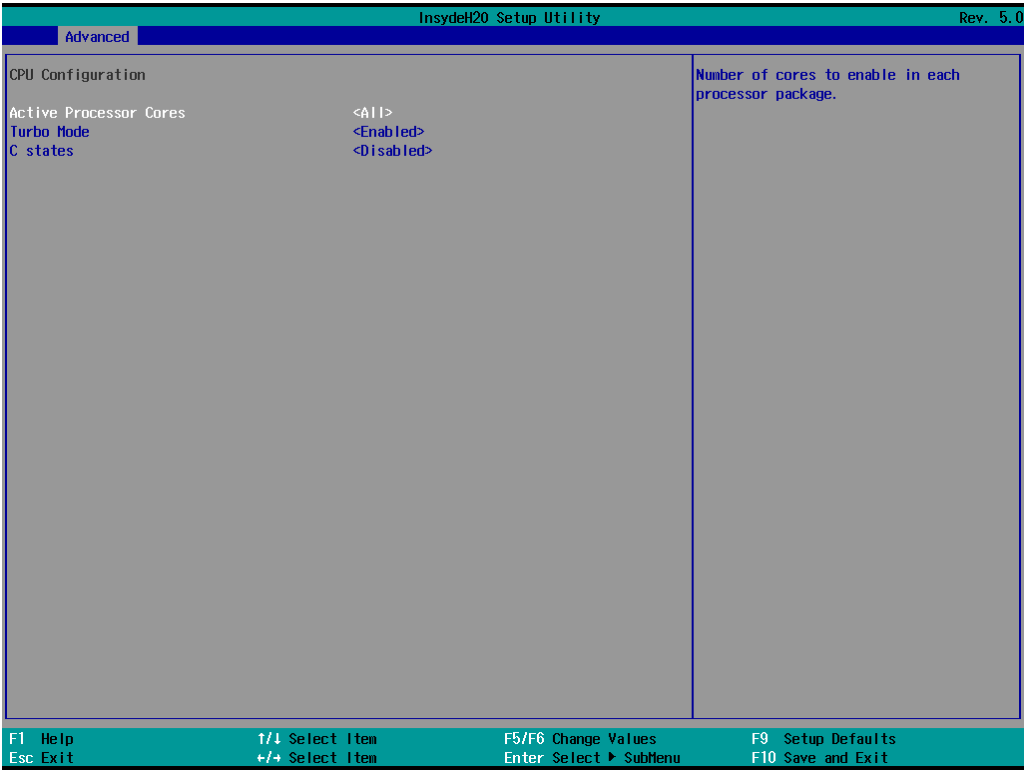 InsydeH20 Setup Utility Rev. 5.0
Advanced
CPU Configuration
Active Processor Cores <All>
Turbo Mode <Enabled>
C states <Disabled>
Number of cores to enable in each
processor package.
F1 Help ↑/↓ Select Item F5/F6 Change Values F9 Setup Defaults
Esc Exit ←/→ Select Item Enter Select ▶ SubMenu F10 Save and Exit